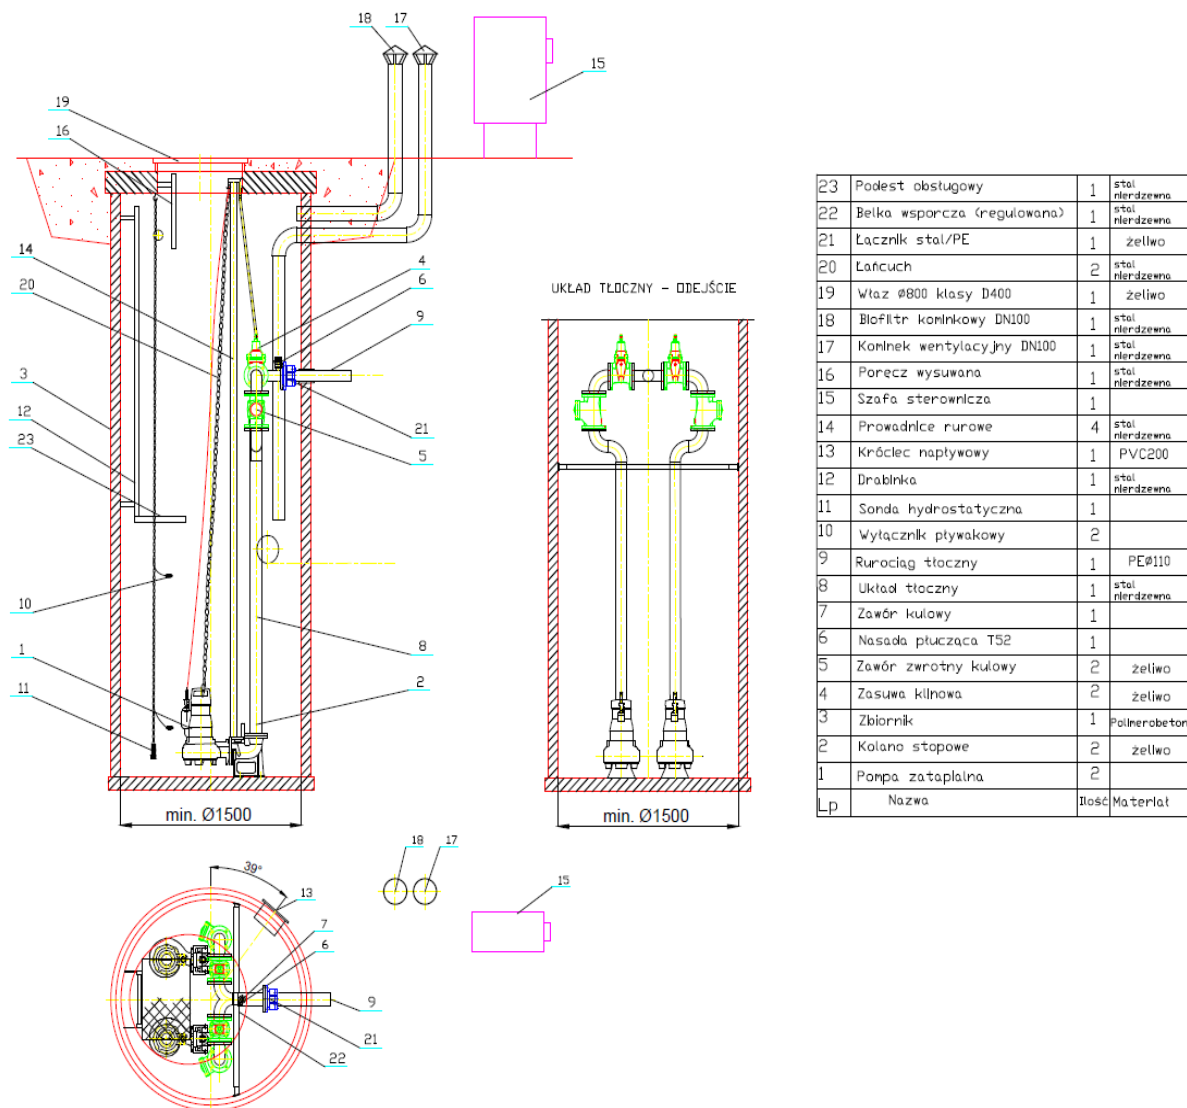 18
17
15
19
16
14
20
3
12
23
10
1
11
4
6
9
21
5
8
2
min. Ø1500
UKŁAD TŁOCZNY - ODEJŚCIE
min. Ø1500
23 Podest obsługowy 1 stal nierdzewna
22 Belka wsporcza (regulowana) 1 stal nierdzewna
21 Łącznik stal/PE 1 żeliwo
20 Łańcuch 2 stal nierdzewna
19 Właz Ø800 klasy D400 1 żeliwo
18 Biofiltr kominkowy DN100 1 stal nierdzewna
17 Kominek wentylacyjny DN100 1 stal nierdzewna
16 Poręcz wysuwana 1 stal nierdzewna
15 Szafa sterownicza 1
14 Prowadnice rurowe 4 stal nierdzewna
13 Króciec napływowy 1 PVC200
12 Drabinka 1 stal nierdzewna
11 Sonda hydrostatyczna 1
10 Wyłącznik pływakowy 2
9 Rurociąg tłoczny 1 PEØ110
8 Układ tłoczny 1 stal nierdzewna
7 Zawór kulowy 1
6 Nasada płucząca T52 1
5 Zawór zwrotny kulowy 2 żeliwo
4 Zasuwa klinowa 2 żeliwo
3 Zbiornik 1 Polimerobeton
2 Kolano stopowe 2 żeliwo
1 Pompa zatapialna 2
Lp Nazwa Ilość Materiał
39°
13
7
6
9
21
22
18
17
15